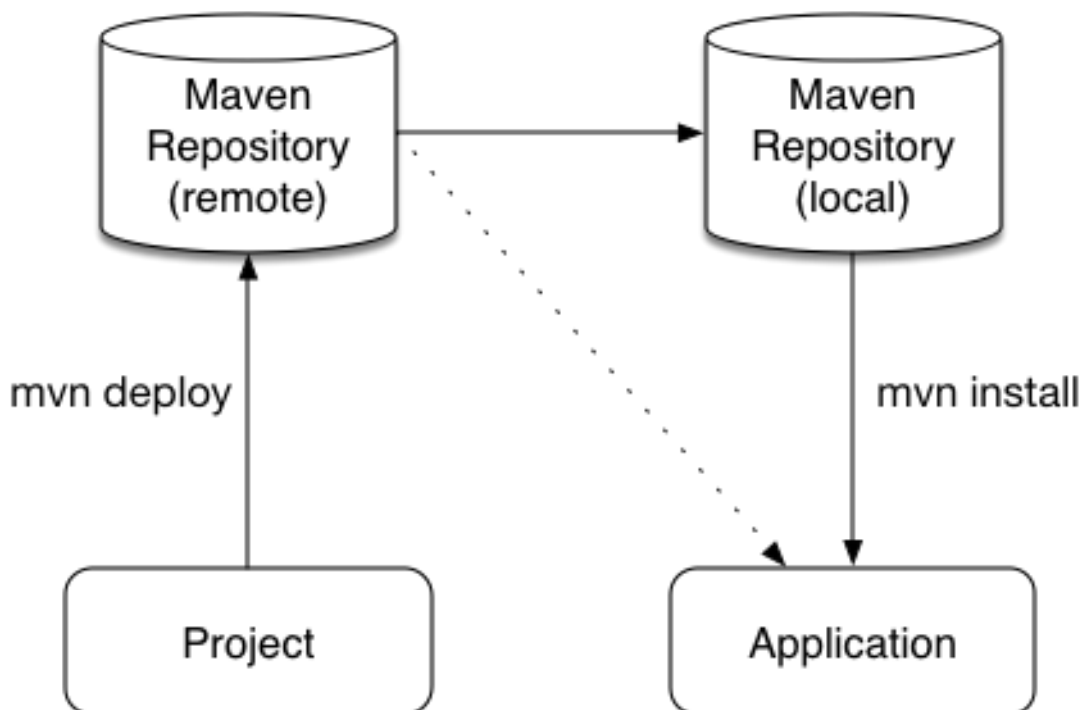 Maven
Repository
(remote)
Maven
Repository
(local)
mvn deploy
mvn install
Project
Application